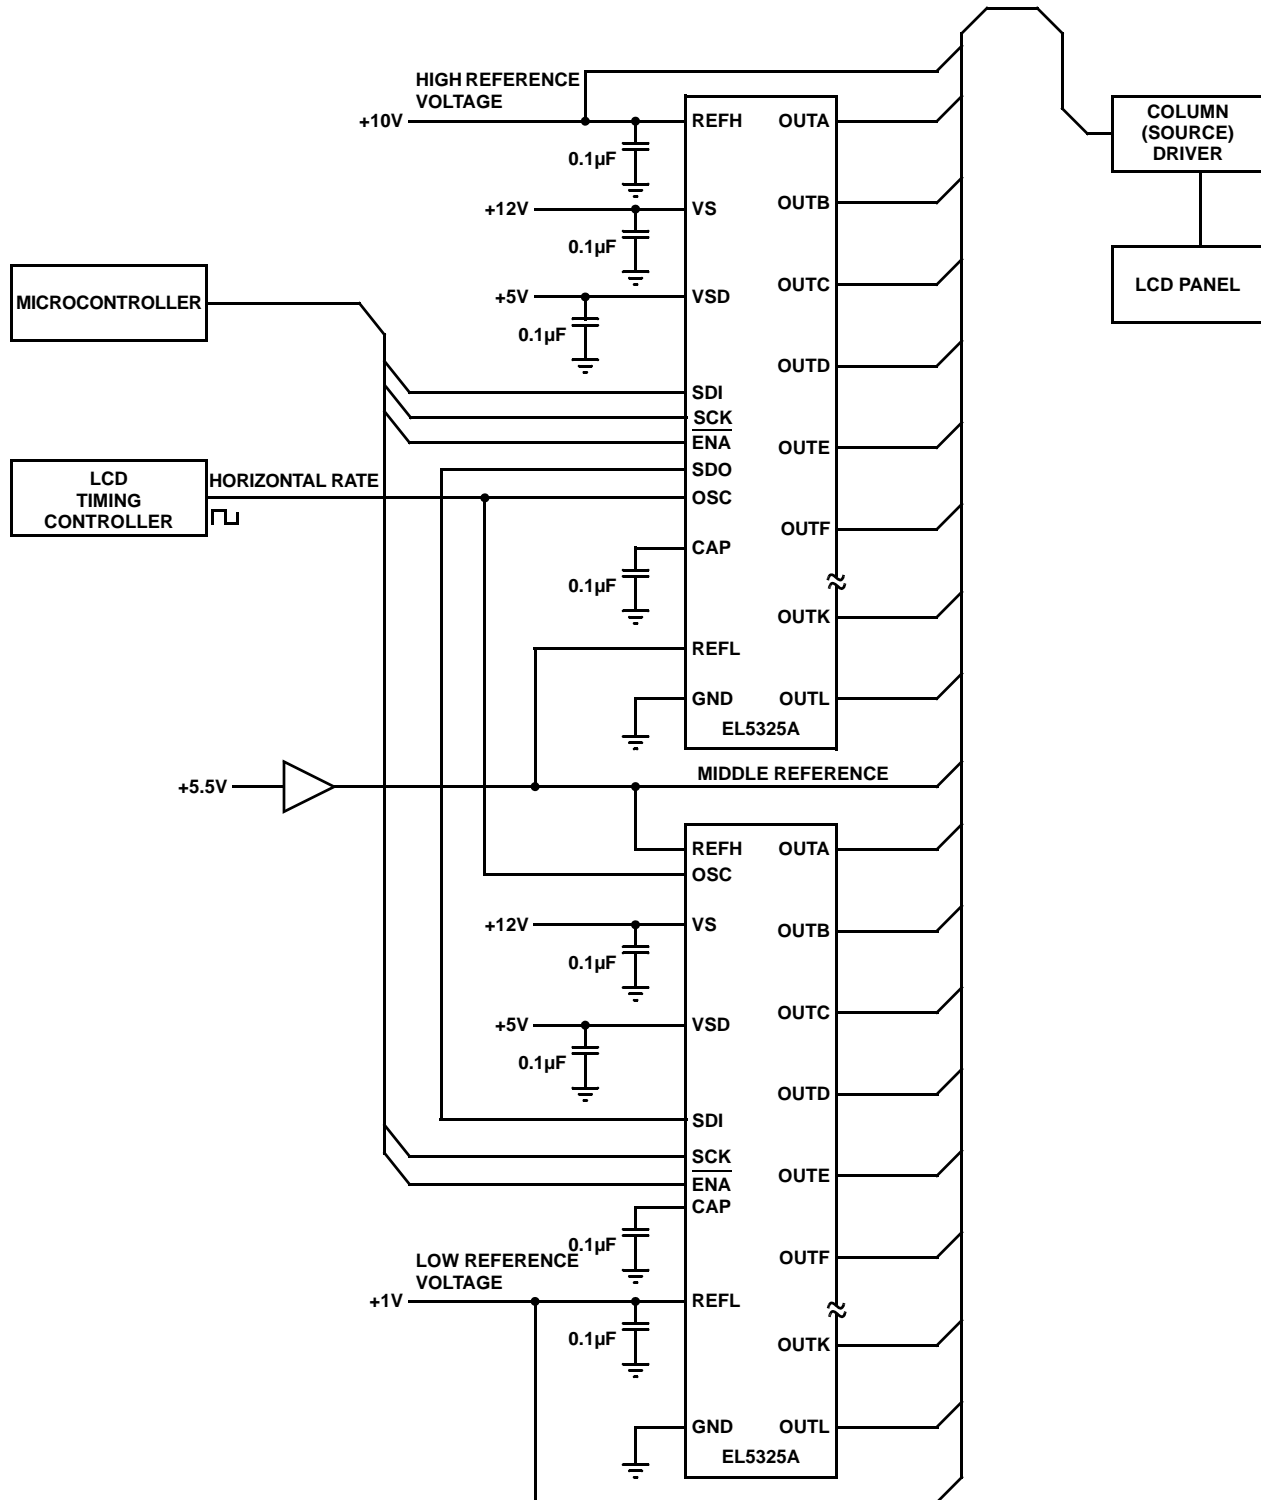 HIGH REFERENCE
VOLTAGE
+10V
REFH
OUTA
COLUMN
(SOURCE)
DRIVER
0.1µF
+12V
VS
OUTB
0.1µF
MICROCONTROLLER
+5V
VSD
OUTC
LCD PANEL
0.1µF
OUTD
SDI
SCK
ENA
OUTE
SDO
LCD
TIMING
CONTROLLER
HORIZONTAL RATE
OSC
OUTF
CAP
0.1µF
OUTK
REFL
GND
OUTL
EL5325A
MIDDLE REFERENCE
+5.5V
REFH
OUTA
OSC
+12V
VS
OUTB
0.1µF
+5V
VSD
OUTC
0.1µF
OUTD
SDI
SCK
ENA
OUTE
CAP
0.1µF
OUTF
LOW REFERENCE
VOLTAGE
+1V
REFL
0.1µF
OUTK
GND
OUTL
EL5325A